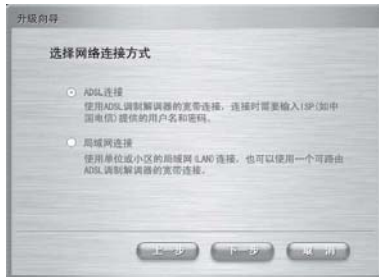 升级向导
选择网络连接方式
ADSL连接
使用ADSL调制解调器的宽带连接，连接时需要输入ISP(如中
国电信)提供的用户名和密码。
局域网连接
使用单位或小区的局域网(LAN)连接，也可以使用一个可路由
ADSL调制解调器的宽带连接。
上一步
下一步
取 消